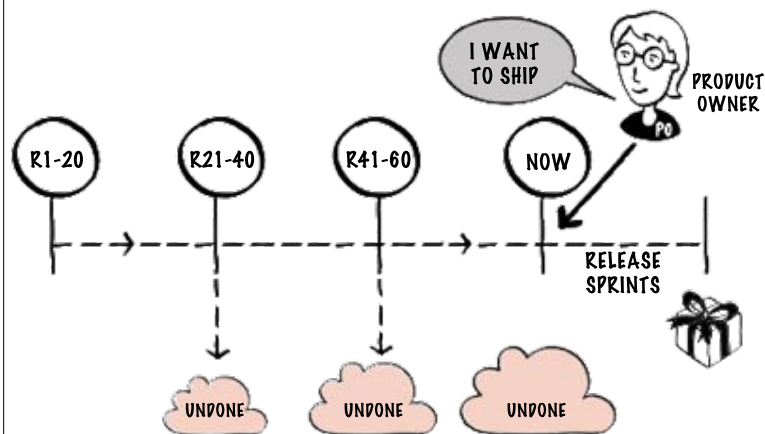 I WANT
TO SHIP
PRODUCT
OWNER
PO
R1-20
R21-40
R41-60
NOW
RELEASE
SPRINTS
UNDONE
UNDONE
UNDONE